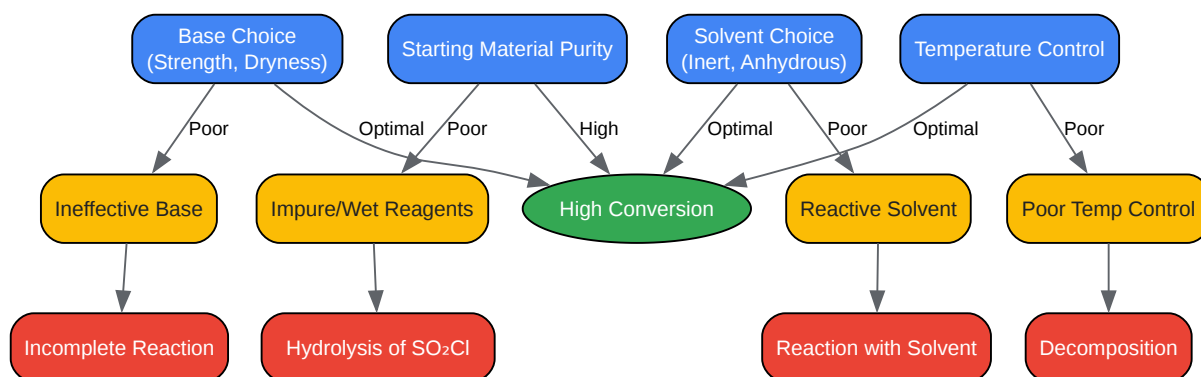 Base Choice
(Strength, Dryness)
Starting Material Purity
Solvent Choice
(Inert, Anhydrous)
Temperature Control
Poor
Optimal
Poor
High
Optimal
Poor
Optimal
Poor
Ineffective Base
Impure/Wet Reagents
High Conversion
Reactive Solvent
Poor Temp Control
Incomplete Reaction
Hydrolysis of SO₂Cl
Reaction with Solvent
Decomposition